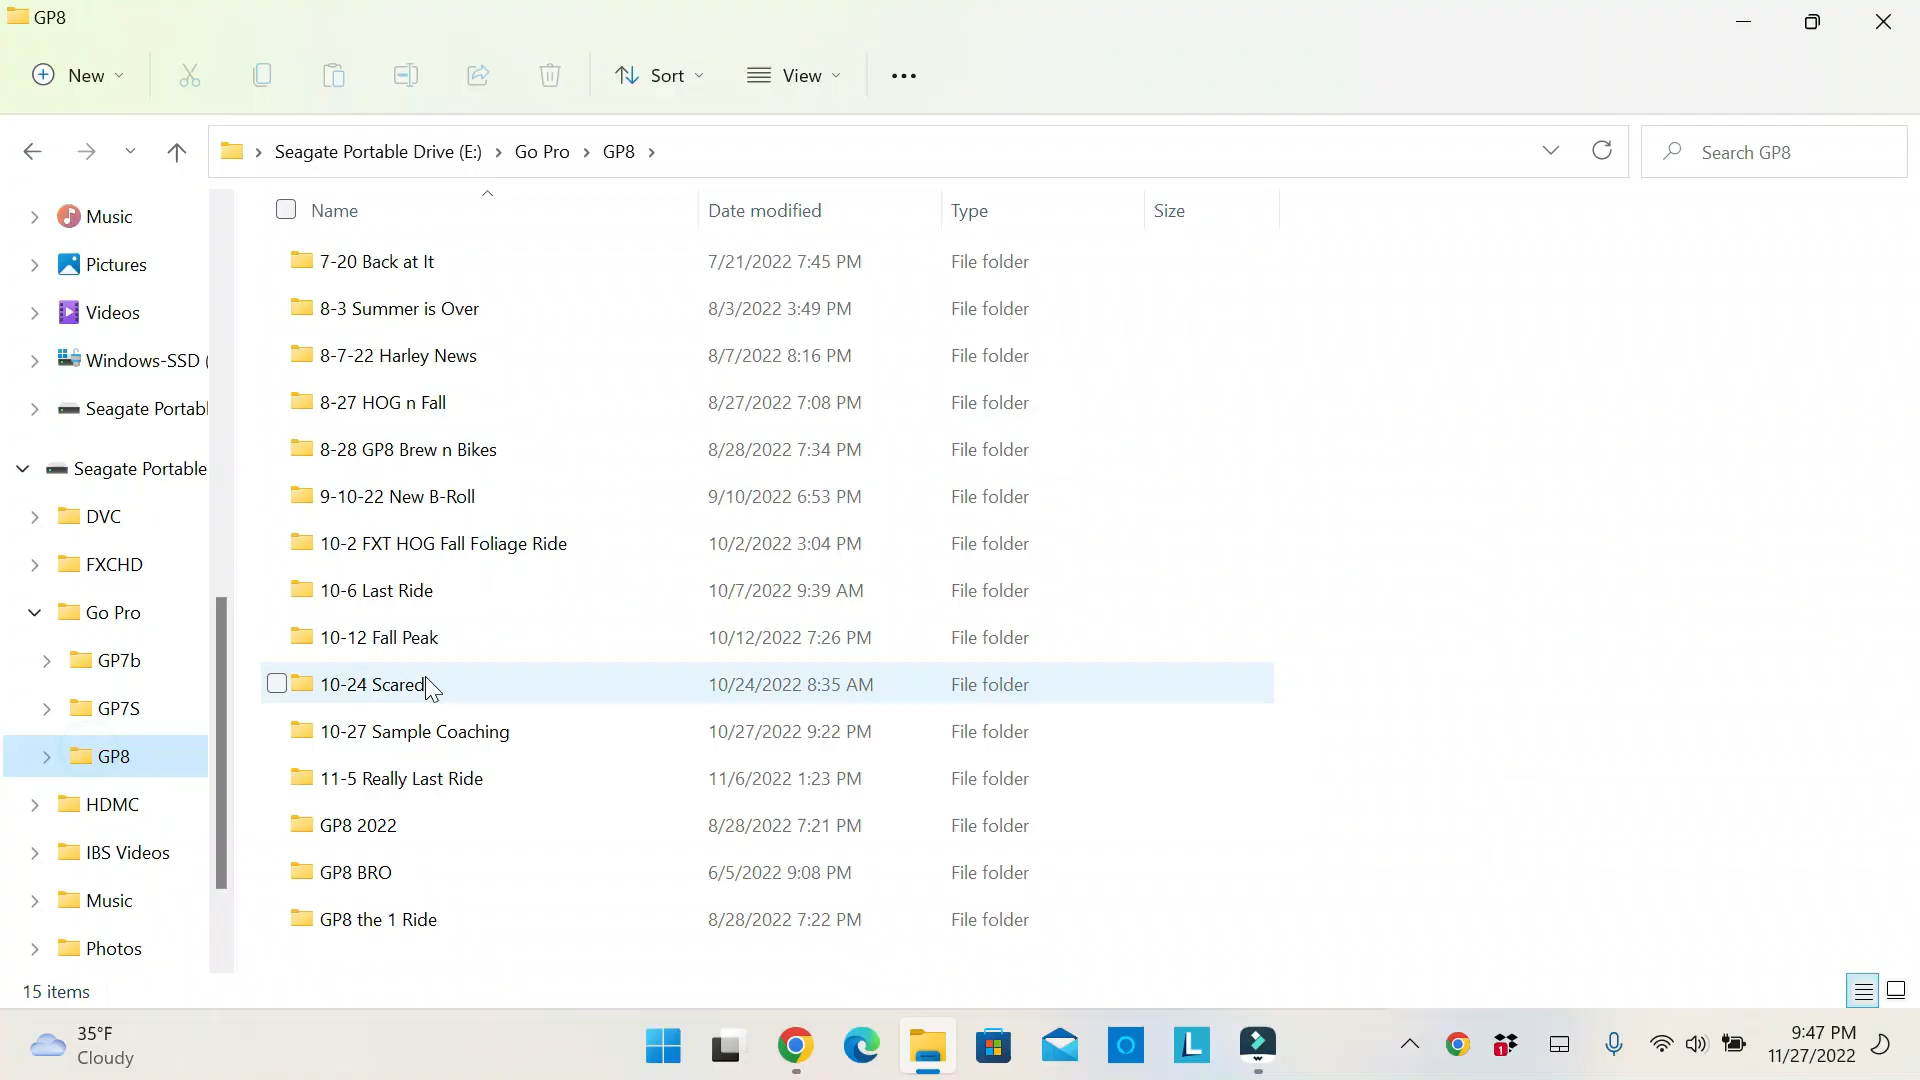 GP8
New
Sort
View
Seagate Portable Drive (E:) > Go Pro > GP8 >
Search GP8
Music
Pictures
Videos
Windows-SSD (
Seagate Portabl
Seagate Portable
DVC
FXCHD
Go Pro
GP7b
GP7S
GP8
HDMC
IBS Videos
Music
Photos
Name Date modified Type Size
7-20 Back at It 7/21/2022 7:45 PM File folder
8-3 Summer is Over 8/3/2022 3:49 PM File folder
8-7-22 Harley News 8/7/2022 8:16 PM File folder
8-27 HOG n Fall 8/27/2022 7:08 PM File folder
8-28 GP8 Brew n Bikes 8/28/2022 7:34 PM File folder
9-10-22 New B-Roll 9/10/2022 6:53 PM File folder
10-2 FXT HOG Fall Foliage Ride 10/2/2022 3:04 PM File folder
10-6 Last Ride 10/7/2022 9:39 AM File folder
10-12 Fall Peak 10/12/2022 7:26 PM File folder
10-24 Scared 10/24/2022 8:35 AM File folder
10-27 Sample Coaching 10/27/2022 9:22 PM File folder
11-5 Really Last Ride 11/6/2022 1:23 PM File folder
GP8 2022 8/28/2022 7:21 PM File folder
GP8 BRO 6/5/2022 9:08 PM File folder
GP8 the 1 Ride 8/28/2022 7:22 PM File folder
15 items
35°F
Cloudy
L
1
9:47 PM
11/27/2022